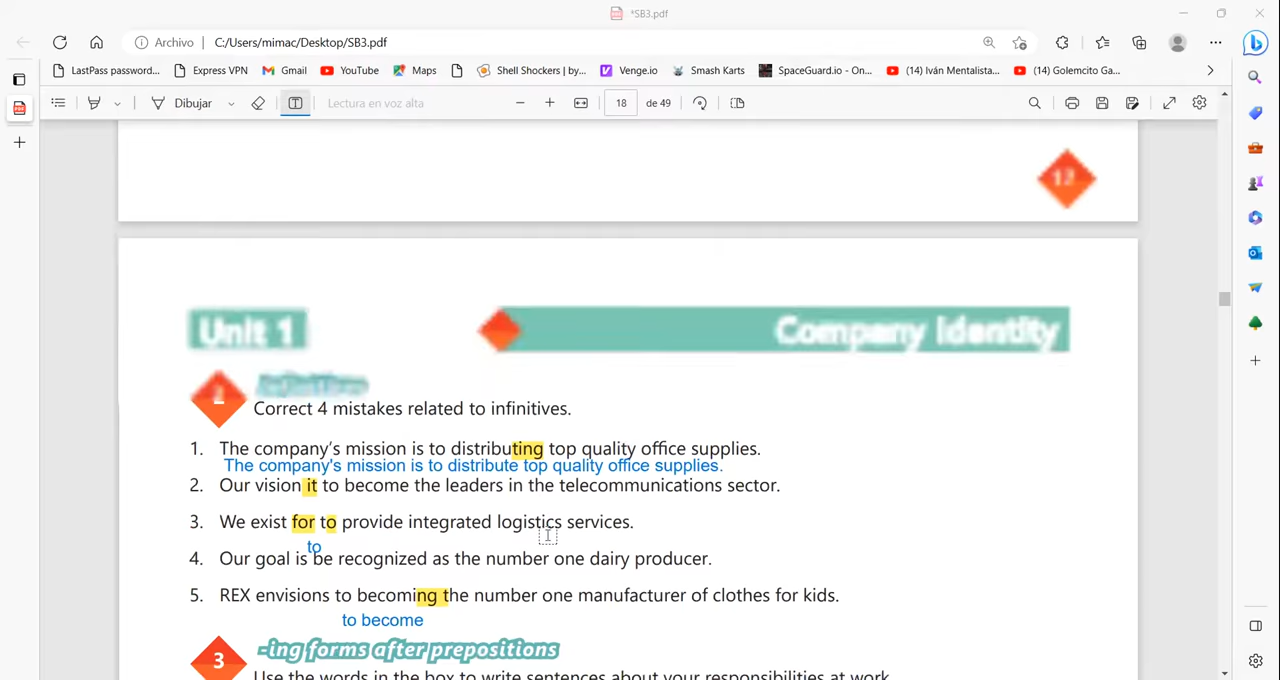 *SB3.pdf
Archivo | C:/Users/mimac/Desktop/SB3.pdf
LastPass password... Express VPN Gmail YouTube Maps Shell Shockers | by... Venge.io Smash Karts SpaceGuard.io - On... (14) Iván Mentalista... (14) Golemcito Ga...
Dibujar Lectura en voz alta 18 de 49
17
Unit 1 Company Identity
2 Infinitives
Correct 4 mistakes related to infinitives.
1. The company's mission is to distributing top quality office supplies.
The company's mission is to distribute top quality office supplies.
2. Our vision it to become the leaders in the telecommunications sector.
3. We exist for to provide integrated logistics services.
to
4. Our goal is be recognized as the number one dairy producer.
5. REX envisions to becoming the number one manufacturer of clothes for kids.
to become
3 -ing forms after prepositions
Use the words in the box to write sentences about your responsibilities at work